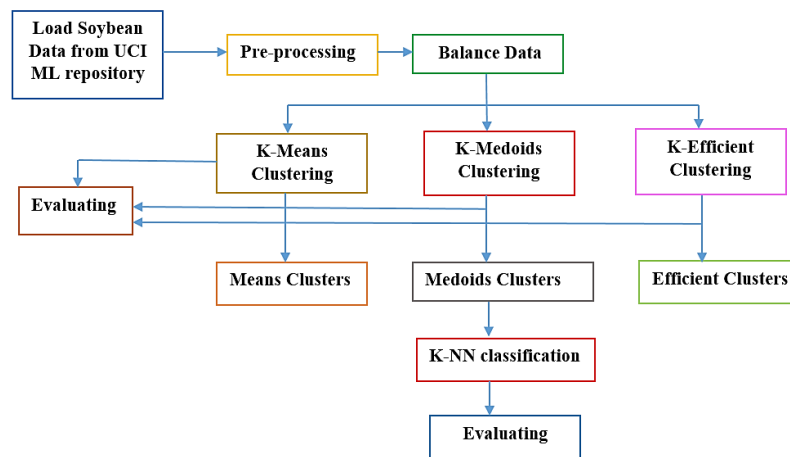 Load Soybean
Data from UCI
ML repository
Pre-processing
Balance Data
K-Means
Clustering
K-Medoids
Clustering
K-Efficient
Clustering
Evaluating
Means Clusters
Medoids Clusters
Efficient Clusters
K-NN classification
Evaluating